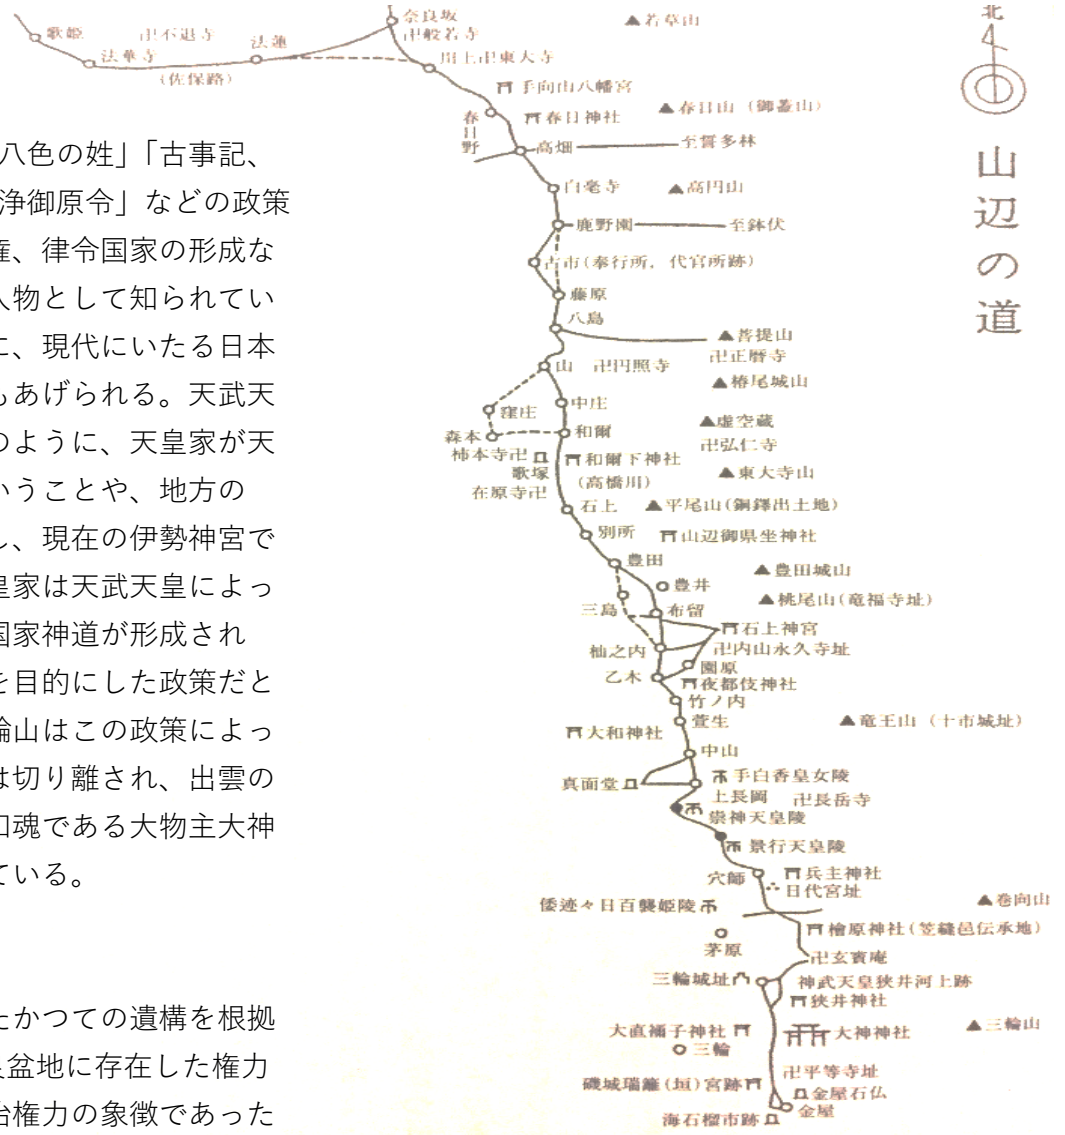 八色の姓」「古事記、
浄御原令」などの政策
権、律令国家の形成な
人物として知られてい
に、現代にいたる日本
もあげられる。天武天
のように、天皇家が天
いうことや、地方の
し、現在の伊勢神宮で
皇家は天武天皇によっ
国家神道が形成され
を目的にした政策だと
輪山はこの政策によっ
は切り離され、出雲の
和魂である大物主大神
ている。
たかつての遺構を根拠
良盆地に存在した権力
治権力の象徴であった
北
山辺の道
歌姫
卍不退寺
法蓮
法華寺
(佐保路)
奈良坂
卍般若寺
▲若草山
川上卍東大寺
手向山八幡宮
春日野
春日神社
▲春日山(御蓋山)
高畑
至誓多林
白毫寺
▲高円山
鹿野園
至鉢伏
古市(奉行所、代官所跡)
藤原
八島
▲菩提山
卍正暦寺
山
卍円照寺
▲椿尾城山
中庄
窪庄
▲虚空蔵
森本
和爾
卍弘仁寺
柿本寺卍
歌塚
和爾下神社
(高橋川)
▲東大寺山
在原寺卍
石上
▲平尾山(銅鐸出土地)
別所
山辺御県坐神社
豊田
▲豊田城山
豊井
▲桃尾山(竜福寺址)
三島
布留
石上神宮
杣之内
卍内山永久寺址
園原
乙木
夜都伎神社
竹ノ内
萱生
▲竜王山(十市城址)
大和神社
中山
真面堂
手白香皇女陵
上長岡
卍長岳寺
崇神天皇陵
景行天皇陵
穴師
兵主神社
日代宮址
倭迹々日百襲姫陵
▲巻向山
檜原神社(笠縫邑伝承地)
茅原
卍玄賓庵
三輪城址
神武天皇狭井河上跡
狭井神社
大直禰子神社
大神神社
▲三輪山
三輪
卍平等寺址
磯城瑞籬(垣)宮跡
金屋石仏
金屋
海石榴市跡